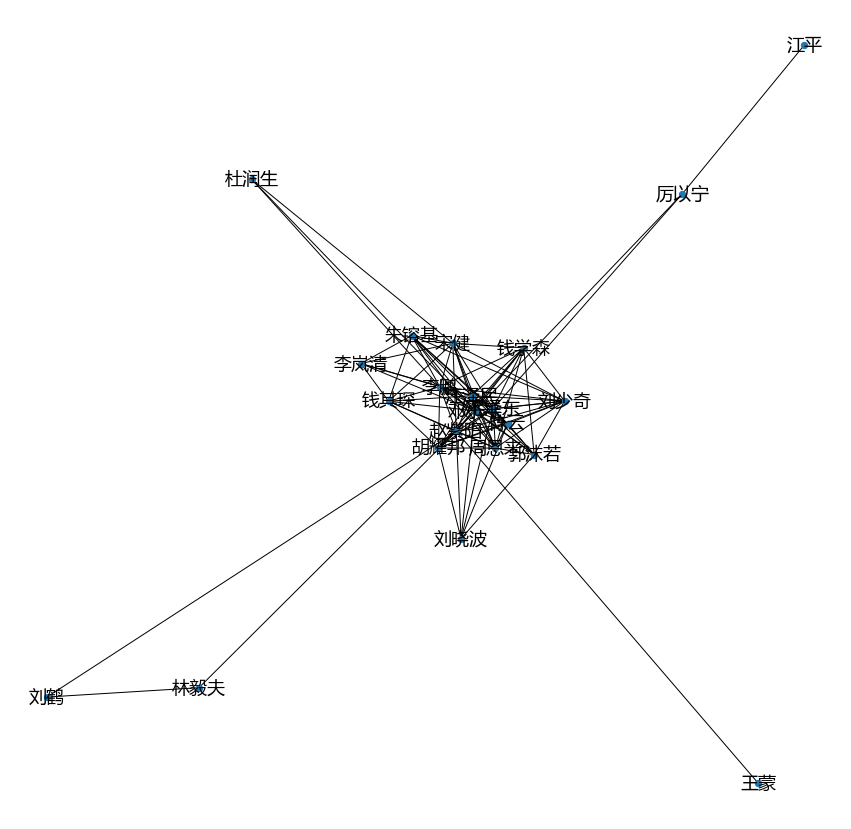 江平
杜润生
厉以宁
朱镕基
宋健
钱学森
李岚清
李鹏
钱其琛
刘少奇
赵紫阳
胡耀邦
周恩来
郭沫若
刘晓波
林毅夫
刘鹤
王蒙